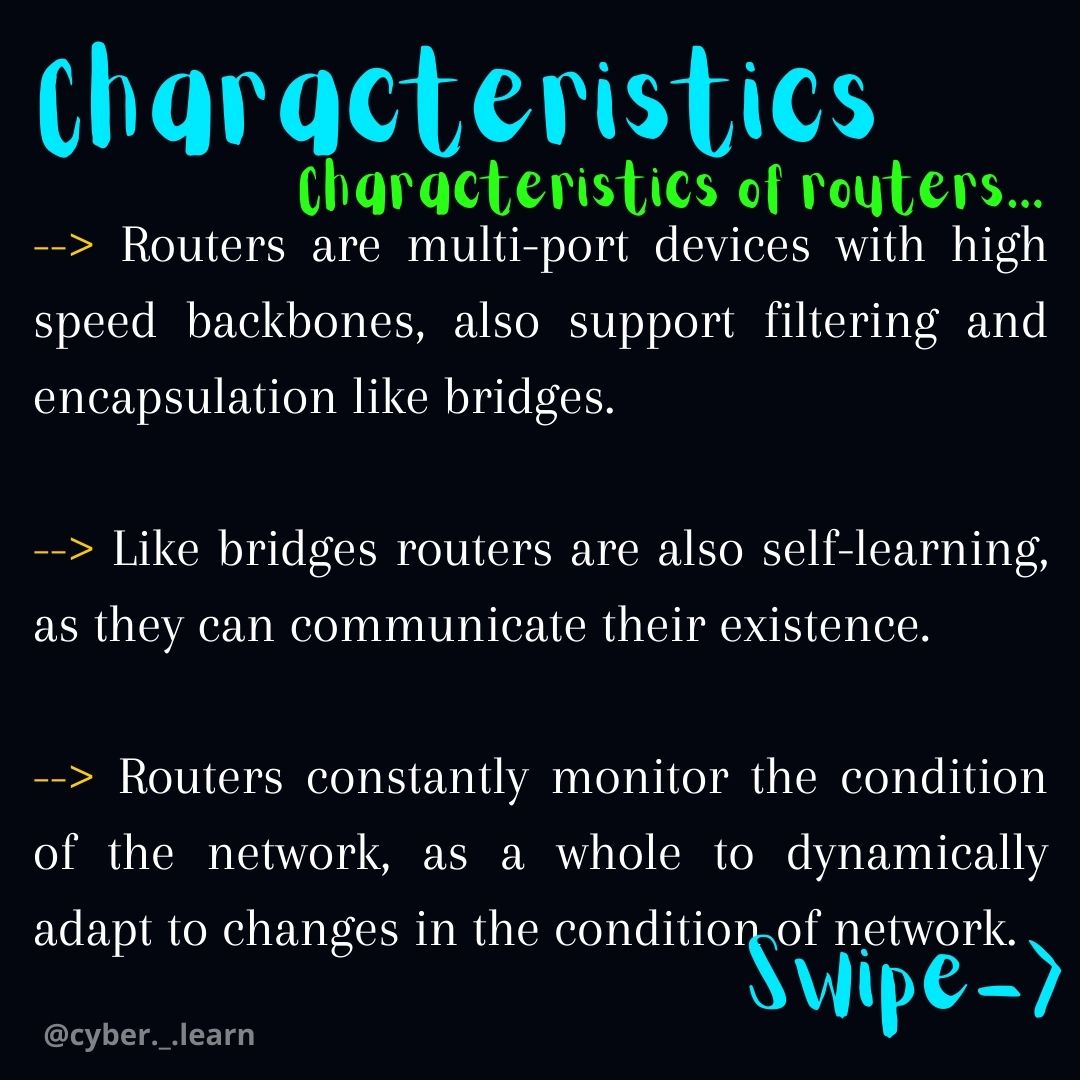 Characteristics
Characteristics of routers...
--> Routers are multi-port devices with high
speed backbones, also support filtering and
encapsulation like bridges.
--> Like bridges routers are also self-learning,
as they can communicate their existence.
--> Routers constantly monitor the condition
of the network, as a whole to dynamically
adapt to changes in the condition of network.
Swipe->
@cyber._.learn